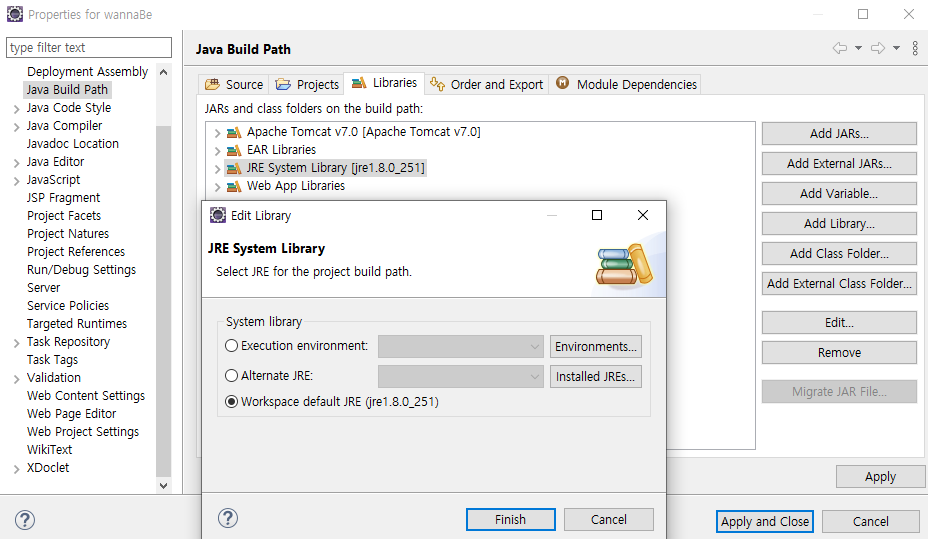 Properties for wannaBe
type filter text
Deployment Assembly
Java Build Path
Java Code Style
Java Compiler
Javadoc Location
Java Editor
JavaScript
JSP Fragment
Project Facets
Project Natures
Project References
Run/Debug Settings
Server
Service Policies
Targeted Runtimes
Task Repository
Task Tags
Validation
Web Content Settings
Web Page Editor
Web Project Settings
WikiText
XDoclet
Java Build Path
Source Projects Libraries Order and Export Module Dependencies
JARs and class folders on the build path:
Apache Tomcat v7.0 [Apache Tomcat v7.0]
EAR Libraries
JRE System Library [jre1.8.0_251]
Web App Libraries
Add JARs...
Add External JARs...
Add Variable...
Add Library...
Add Class Folder...
Add External Class Folder...
Edit...
Remove
Migrate JAR File...
Edit Library
JRE System Library
Select JRE for the project build path.
System library
Execution environment: Environments...
Alternate JRE: Installed JREs...
Workspace default JRE (jre1.8.0_251)
Finish Cancel
Apply
Apply and Close Cancel